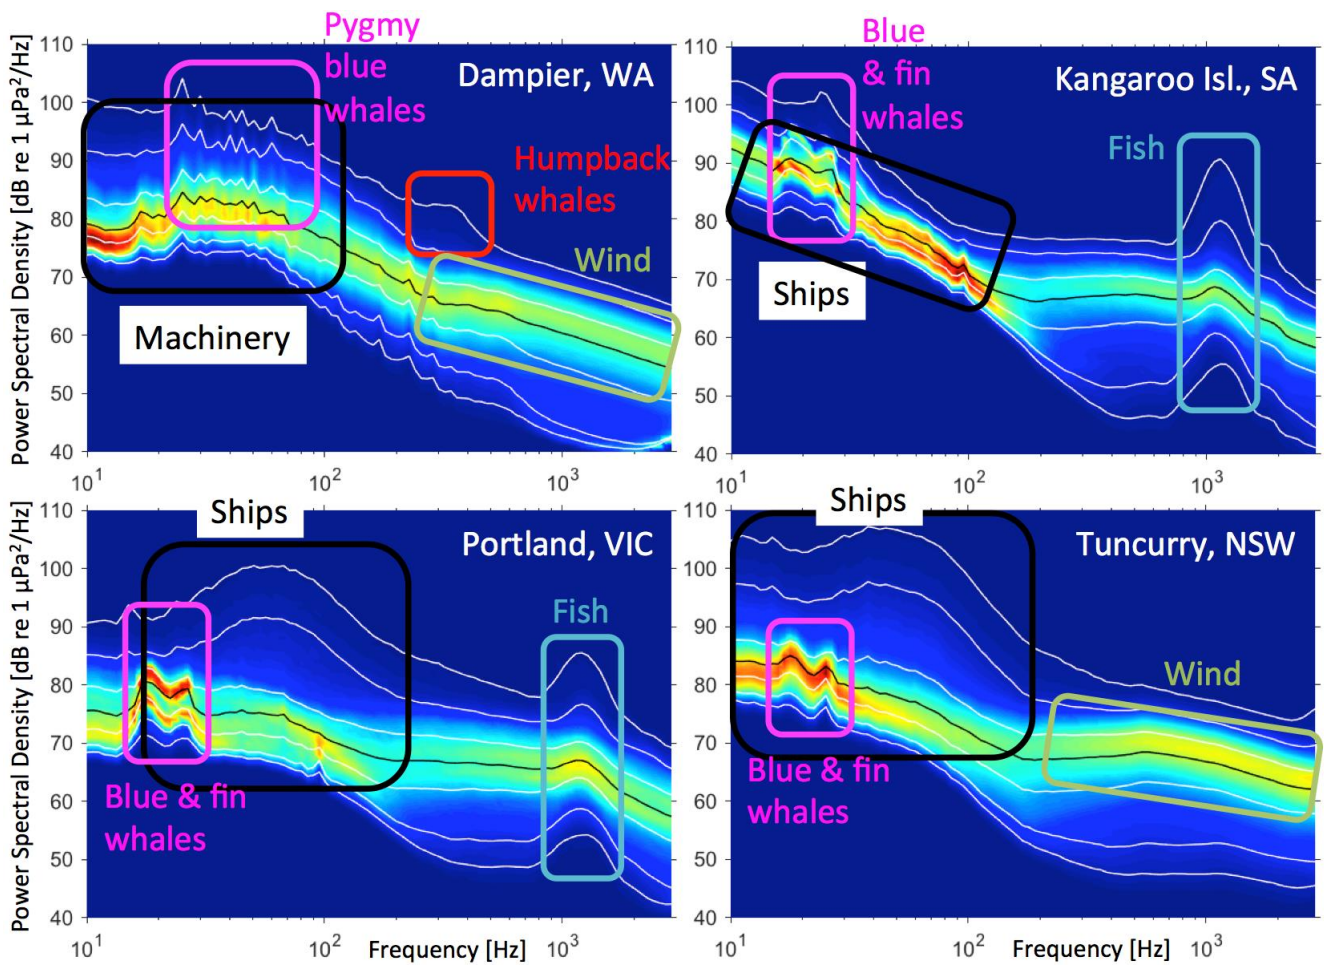 Pygmy
blue
whales
Dampier, WA
Humpback
whales
Wind
Machinery
Power Spectral Density [dB re 1 µPa²/Hz]
110
100
90
80
70
60
50
40
10¹
10²
10³
Blue
& fin
whales
Kangaroo Isl., SA
Fish
Ships
110
100
90
80
70
60
50
40
10¹
10²
10³
Ships
Portland, VIC
Fish
Blue & fin
whales
Power Spectral Density [dB re 1 µPa²/Hz]
110
100
90
80
70
60
50
40
10¹
10²
10³
Frequency [Hz]
Ships
Tuncurry, NSW
Wind
Blue & fin
whales
110
100
90
80
70
60
50
40
10¹
10²
10³
Frequency [Hz]